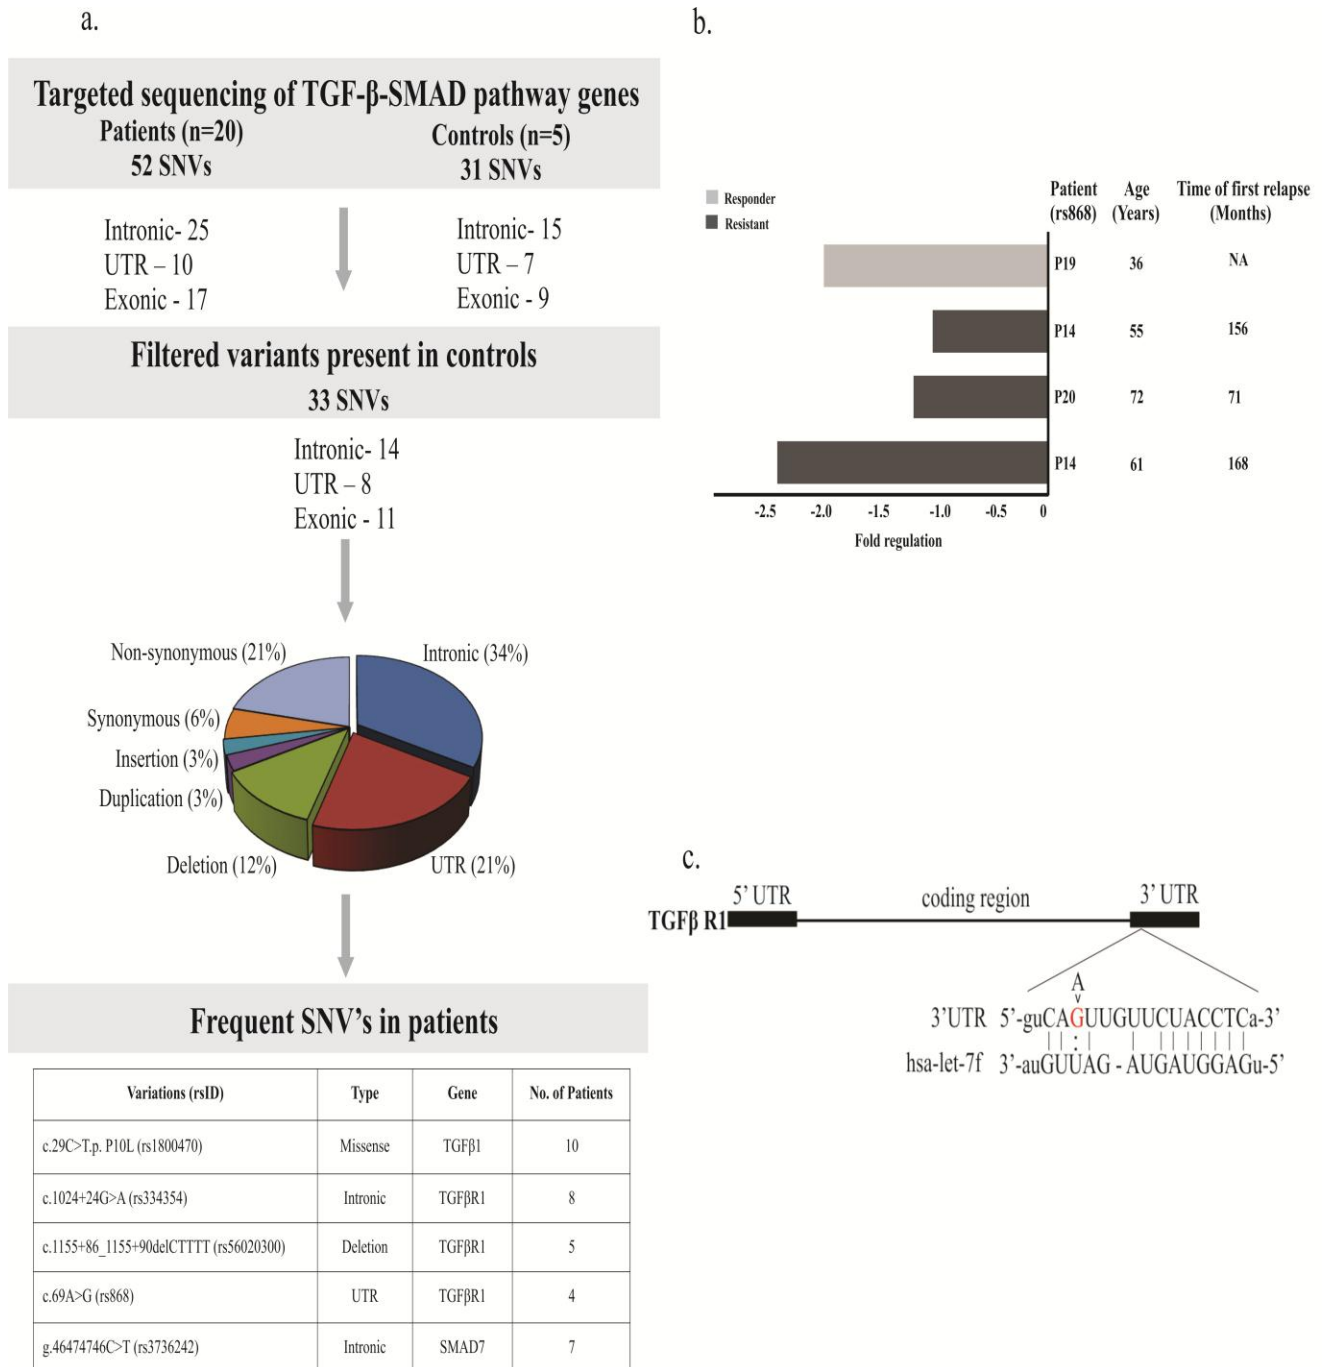 a.
Targeted sequencing of TGF-β-SMAD pathway genes
Patients (n=20)
52 SNVs
Controls (n=5)
31 SNVs
Intronic- 25
UTR – 10
Exonic - 17
Intronic- 15
UTR – 7
Exonic - 9
Filtered variants present in controls
33 SNVs
Intronic- 14
UTR – 8
Exonic - 11
Non-synonymous (21%)
Intronic (34%)
Synonymous (6%)
Insertion (3%)
Duplication (3%)
Deletion (12%)
UTR (21%)
Frequent SNV's in patients
Variations (rsID) Type Gene No. of Patients
c.29C>T.p. P10L (rs1800470) Missense TGFβ1 10
c.1024+24G>A (rs334354) Intronic TGFβR1 8
c.1155+86_1155+90delCTTTT (rs56020300) Deletion TGFβR1 5
c.69A>G (rs868) UTR TGFβR1 4
g.46474746C>T (rs3736242) Intronic SMAD7 7
b.
Responder
Resistant
Patient Age Time of first relapse
(rs868) (Years) (Months)
P19 36 NA
P14 55 156
P20 72 71
P14 61 168
-2.5 -2.0 -1.5 -1.0 -0.5 0
Fold regulation
c.
5' UTR coding region 3' UTR
TGFβ R1
A
3'UTR 5'-guCAGUUGUUCUACCTCa-3'
hsa-let-7f 3'-auGUUAG - AUGAUGGAGu-5'